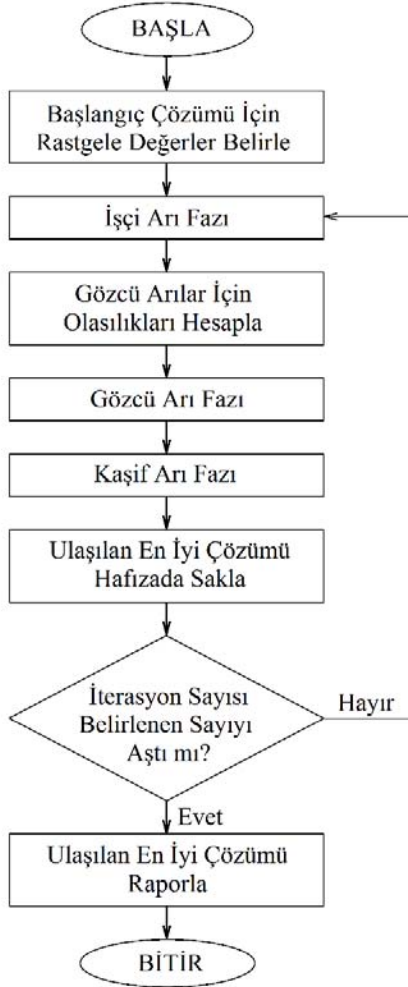 BAŞLA
Başlangıç Çözümü İçin
Rastgele Değerler Belirle
İşçi Arı Fazı
Gözcü Arılar İçin
Olasılıkları Hesapla
Gözcü Arı Fazı
Kaşif Arı Fazı
Ulaşılan En İyi Çözümü
Hafızada Sakla
İterasyon Sayısı
Belirlenen Sayıyı
Aştı mı?
Hayır
Evet
Ulaşılan En İyi Çözümü
Raporla
BİTİR